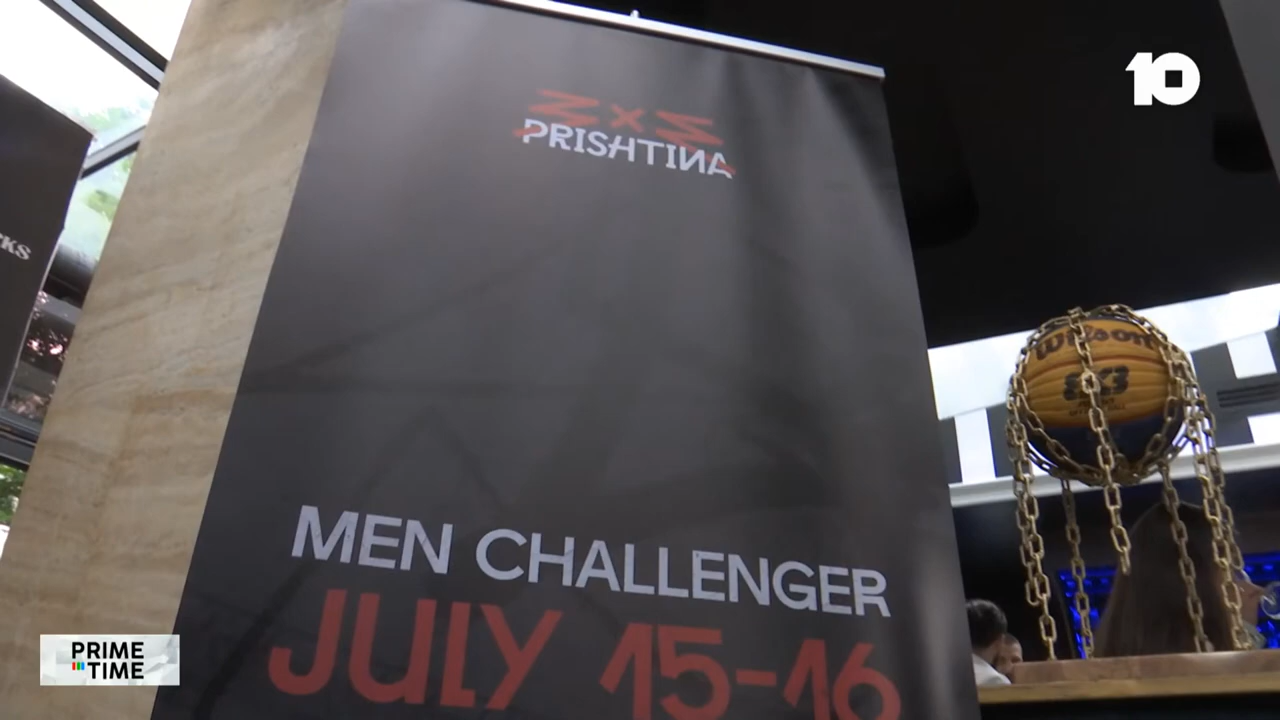 10
3x3
PRISHTINA
MEN CHALLENGER
JULY 15-16
Wilson
3X3
PRIME
TIME